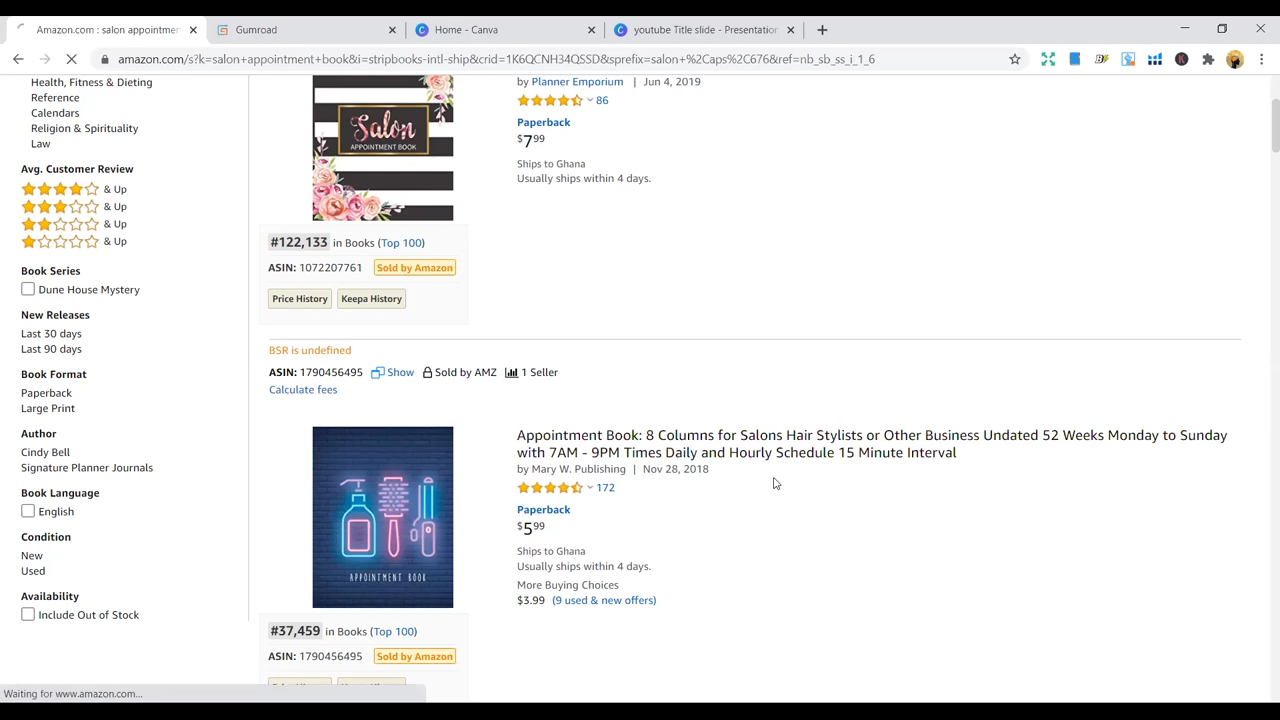 Amazon.com : salon appointmen
Gumroad
Home - Canva
youtube Title slide - Presentation
amazon.com/s?k=salon+appointment+book&i=stripbooks-intl-ship&crid=1K6QCNH34QSSD&sprefix=salon+%2Caps%2C676&ref=nb_sb_ss_i_1_6
Health, Fitness & Dieting
Reference
Calendars
Religion & Spirituality
Law
Avg. Customer Review
& Up
& Up
& Up
& Up
Book Series
Dune House Mystery
New Releases
Last 30 days
Last 90 days
Book Format
Paperback
Large Print
Author
Cindy Bell
Signature Planner Journals
Book Language
English
Condition
New
Used
Availability
Include Out of Stock
Salon
APPOINTMENT BOOK
by Planner Emporium | Jun 4, 2019
86
Paperback
$7.99
Ships to Ghana
Usually ships within 4 days.
#122,133 in Books (Top 100)
ASIN: 1072207761 Sold by Amazon
Price History Keepa History
BSR is undefined
ASIN: 1790456495 Show Sold by AMZ 1 Seller
Calculate fees
APPOINTMENT BOOK
Appointment Book: 8 Columns for Salons Hair Stylists or Other Business Undated 52 Weeks Monday to Sunday
with 7AM - 9PM Times Daily and Hourly Schedule 15 Minute Interval
by Mary W. Publishing | Nov 28, 2018
172
Paperback
$5.99
Ships to Ghana
Usually ships within 4 days.
More Buying Choices
$3.99 (9 used & new offers)
#37,459 in Books (Top 100)
ASIN: 1790456495 Sold by Amazon
Waiting for www.amazon.com...